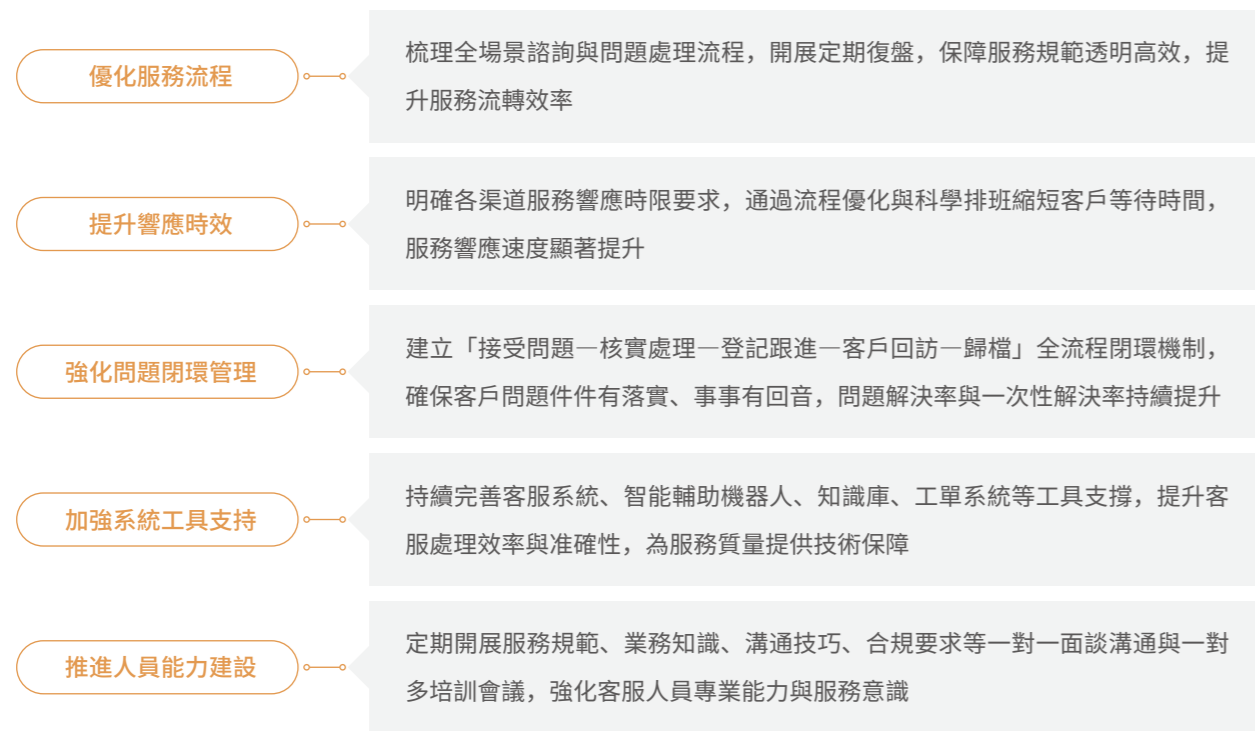 優化服務流程
梳理全場景諮詢與問題處理流程，開展定期復盤，保障服務規範透明高效，提
升服務流轉效率
提升響應時效
明確各渠道服務響應時限要求，通過流程優化與科學排班縮短客戶等待時間，
服務響應速度顯著提升
強化問題閉環管理
建立「接受問題—核實處理—登記跟進—客戶回訪—歸檔」全流程閉環機制，
確保客戶問題件件有落實、事事有回音，問題解決率與一次性解決率持續提升
加強系統工具支持
持續完善客服系統、智能輔助機器人、知識庫、工單系統等工具支撐，提升客
服處理效率與准確性，為服務質量提供技術保障
推進人員能力建設
定期開展服務規範、業務知識、溝通技巧、合規要求等一對一面談溝通與一對
多培訓會議，強化客服人員專業能力與服務意識